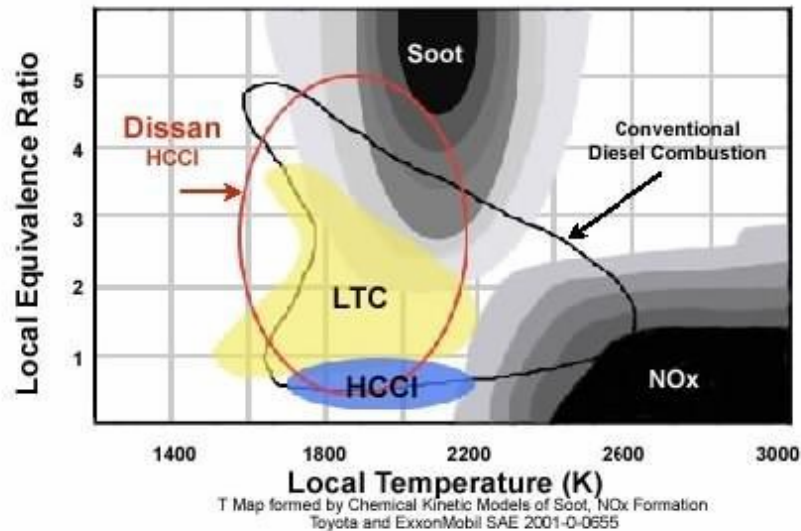 Local Equivalence Ratio
5
4
3
2
1
Soot
Dissan
HCCI
Conventional
Diesel Combustion
LTC
HCCI
NOx
1400 1800 2200 2600 3000
Local Temperature (K)
T Map formed by Chemical Kinetic Models of Soot, NOx Formation
Toyota and ExxonMobil SAE 2001-0-0655